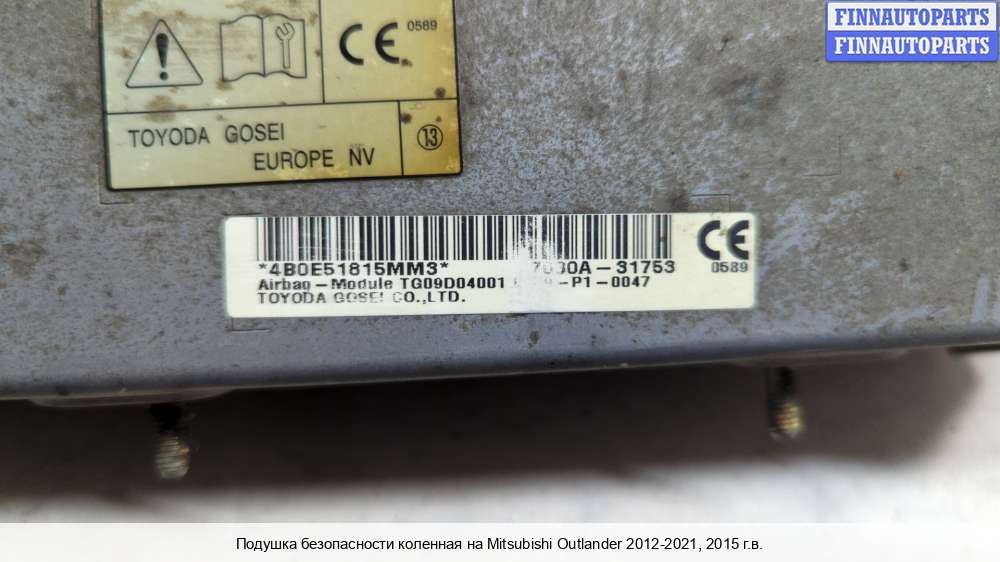 FINNAUTOPARTS
FINNAUTOPARTS
CE 0589
TOYODA GOSEI
EUROPE NV
13
*4B0E51815MM3* A-31753
CE 0589
Airbag-Module TG09D04001 -P1-0047
TOYODA GOSEI CO.,LTD.
Подушка безопасности коленная на Mitsubishi Outlander 2012-2021, 2015 г.в.